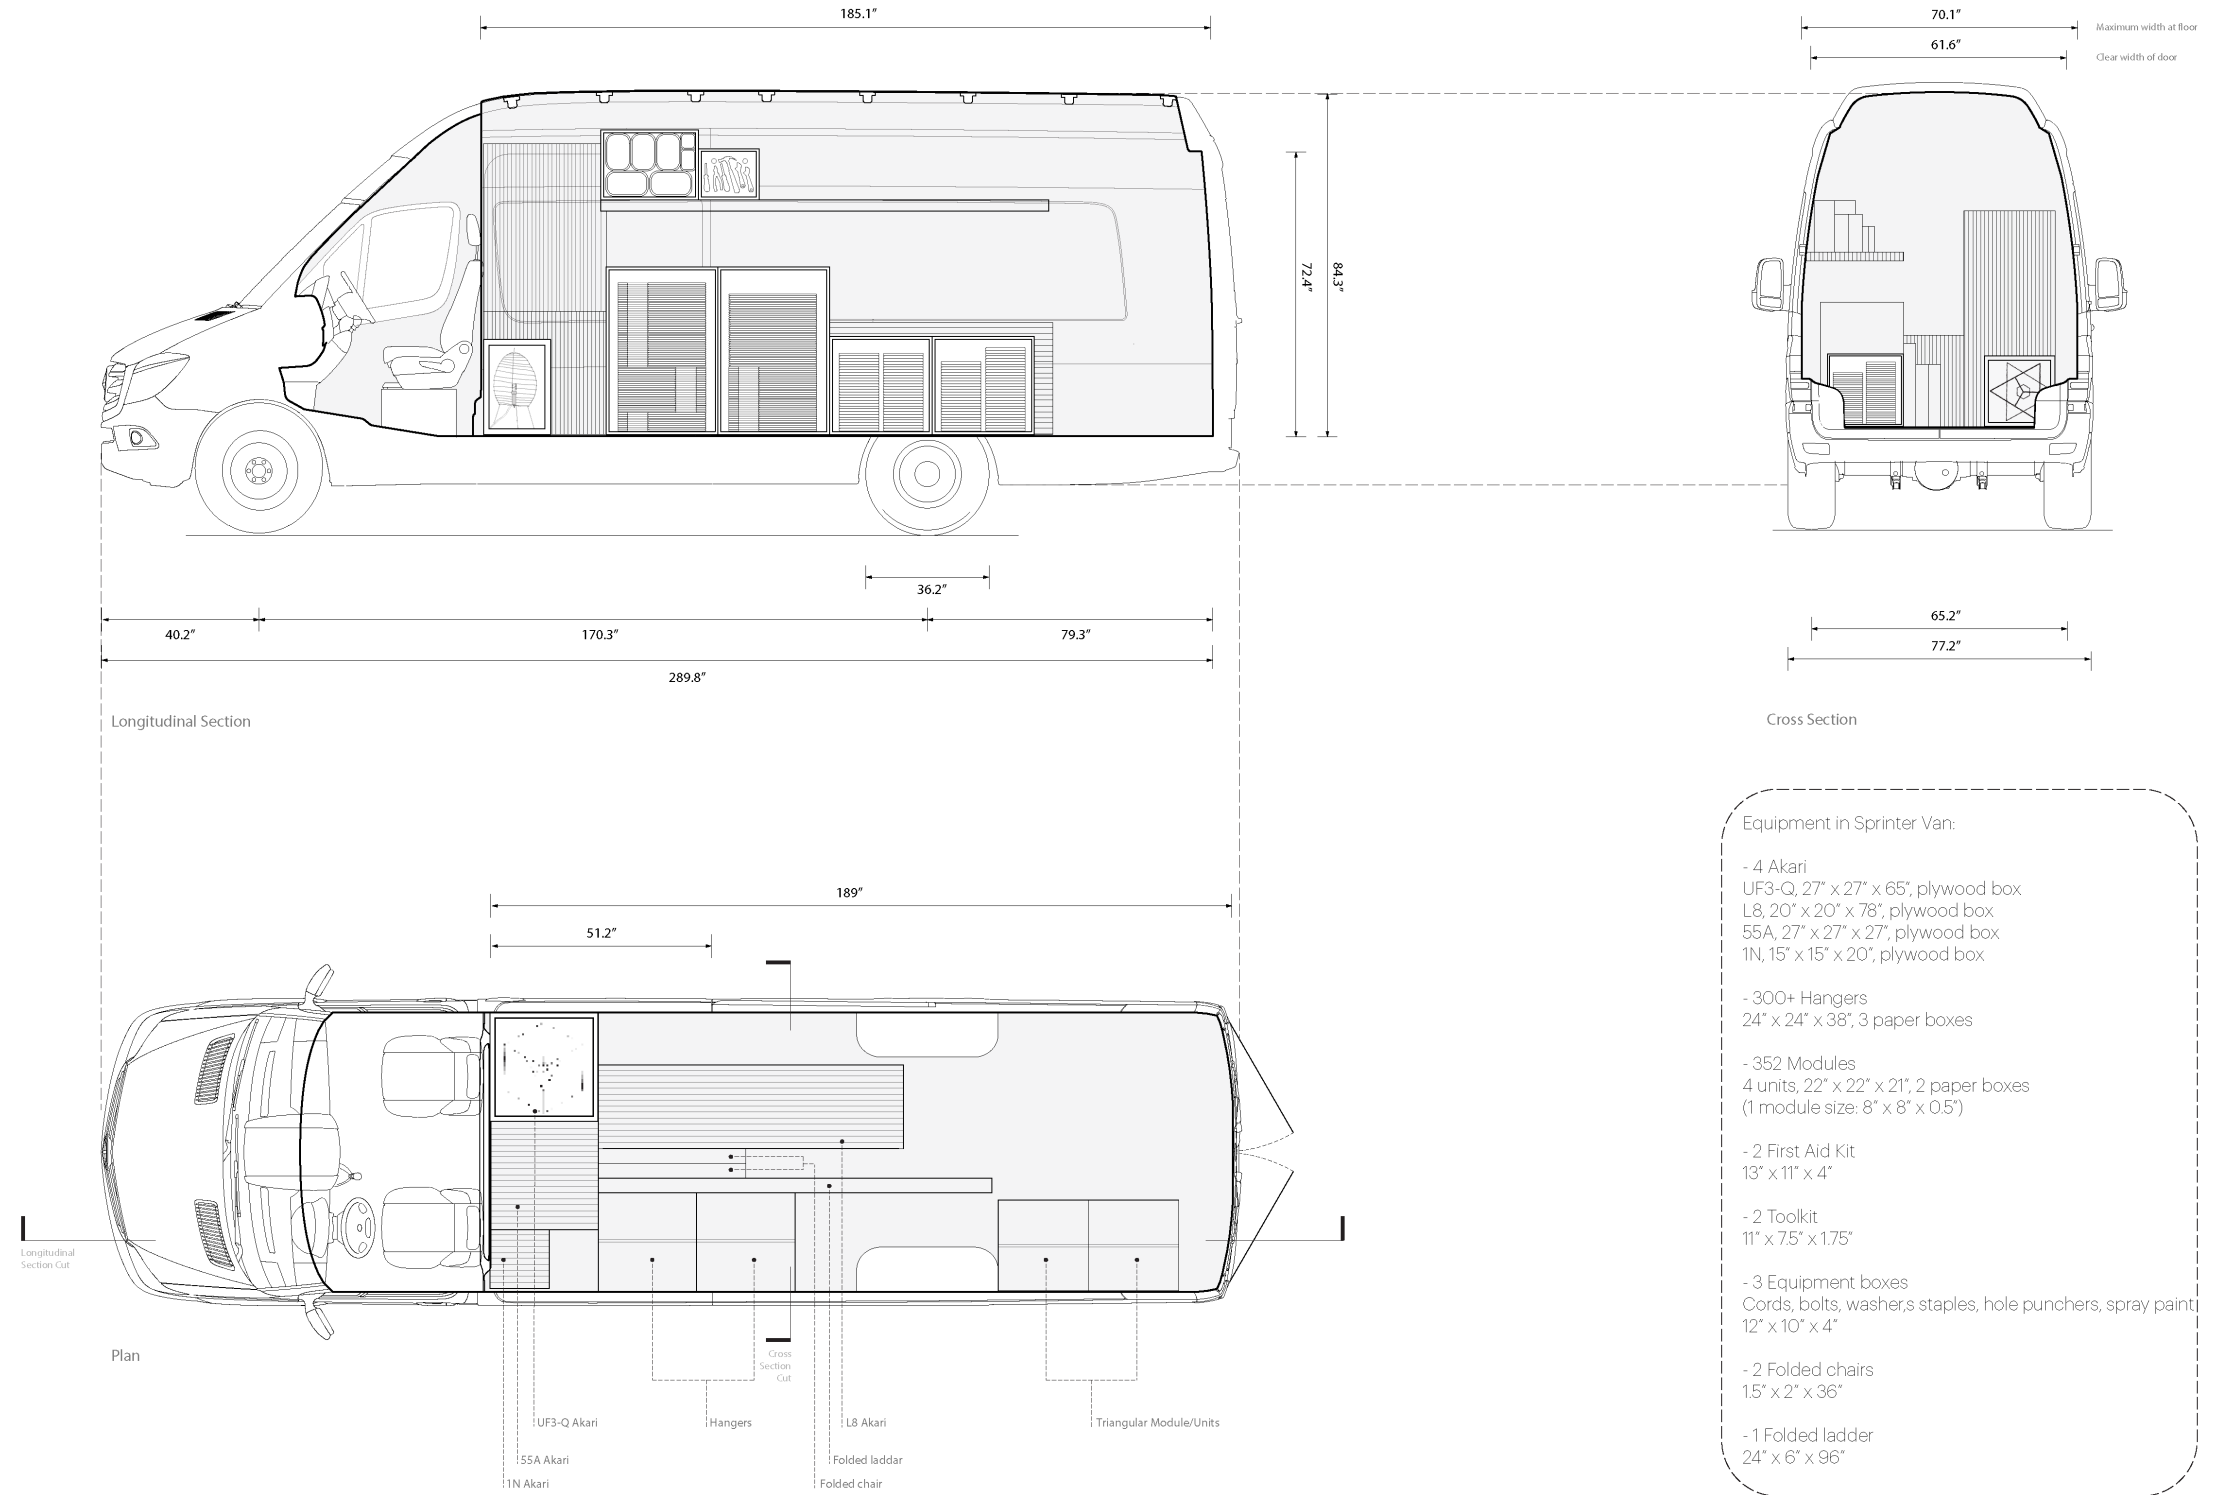 185.1"
70.1"
Maximum width at floor
61.6"
Clear width of door
72.4"
84.3"
36.2"
40.2"
170.3"
79.3"
289.8"
65.2"
77.2"
Longitudinal Section
Cross Section
189"
51.2"
Longitudinal
Section Cut
Plan
Cross
Section
Cut
UF3-Q Akari
Hangers
L8 Akari
Triangular Module/Units
55A Akari
Folded laddar
1N Akari
Folded chair
Equipment in Sprinter Van:
- 4 Akari
UF3-Q, 27" x 27" x 65", plywood box
L8, 20" x 20" x 78", plywood box
55A, 27" x 27" x 27", plywood box
1N, 15" x 15" x 20", plywood box
- 300+ Hangers
24" x 24" x 38", 3 paper boxes
- 352 Modules
4 units, 22" x 22" x 21", 2 paper boxes
(1 module size: 8" x 8" x 0.5")
- 2 First Aid Kit
13" x 11" x 4"
- 2 Toolkit
11" x 7.5" x 1.75"
- 3 Equipment boxes
Cords, bolts, washer,s staples, hole punchers, spray paint
12" x 10" x 4"
- 2 Folded chairs
1.5" x 2" x 36"
- 1 Folded ladder
24" x 6" x 96"